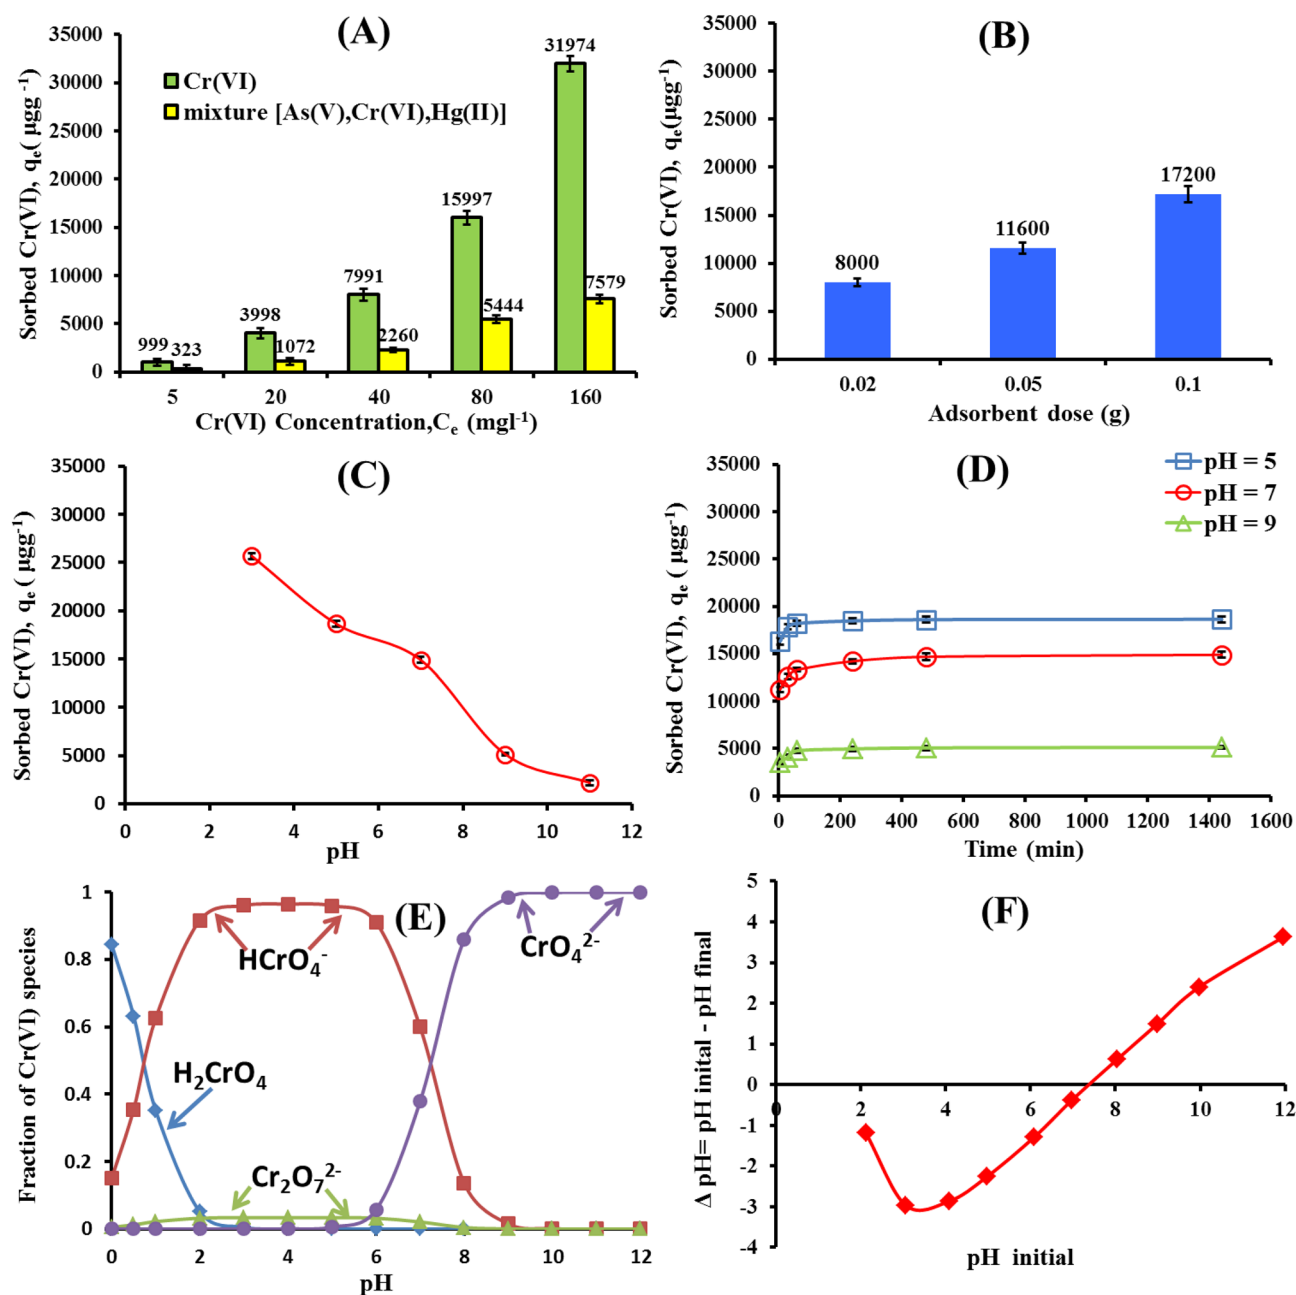 (A)
Sorbed Cr(VI), qe ( µgg -1)
35000
30000
25000
20000
15000
10000
5000
0
Cr(VI)
mixture [As(V),Cr(VI),Hg(II)]
999 323
3998 1072
7991 2260
15997 5444
31974 7579
5 20 40 80 160
Cr(VI) Concentration,Ce (mgl-1)
(B)
Sorbed Cr(VI), qe(µgg-1)
35000
30000
25000
20000
15000
10000
5000
0
8000 11600 17200
0.02 0.05 0.1
Adsorbent dose (g)
(C)
Sorbed Cr(VI), qe ( µgg-1)
35000
30000
25000
20000
15000
10000
5000
0
0 2 4 6 8 10 12
pH
(D)
pH = 5
pH = 7
pH = 9
Sorbed Cr(VI), qe ( µgg-1)
35000
30000
25000
20000
15000
10000
5000
0
0 200 400 600 800 1000 1200 1400 1600
Time (min)
(E)
Fraction of Cr(VI) species
1
0.8
0.6
0.4
0.2
0
HCrO4-
CrO42-
H2CrO4
Cr2O72-
0 2 4 6 8 10 12
pH
(F)
Δ pH= pH inital - pH final
5
4
3
2
1
0
-1
-2
-3
-4
0 2 4 6 8 10 12
pH initial